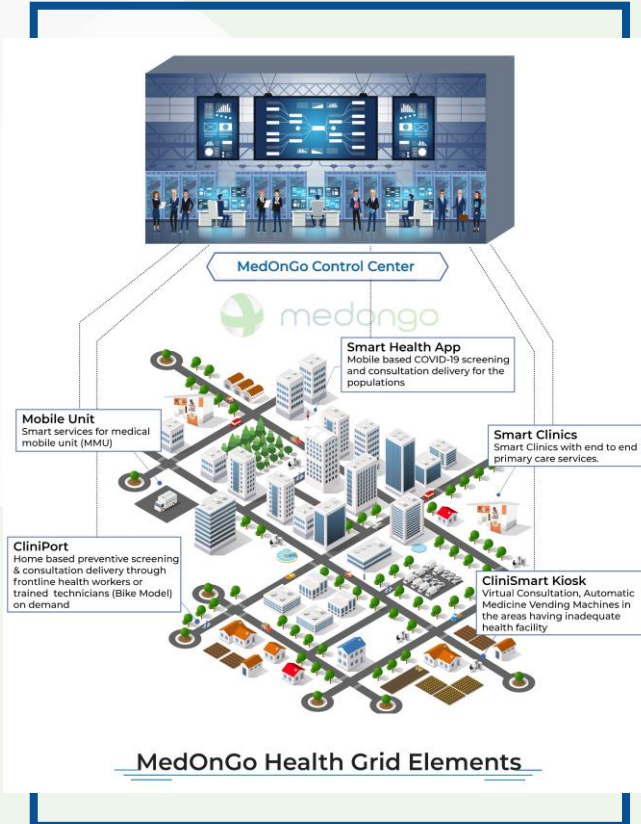 MedOnGo Control Center
medongo
Smart Health App
Mobile based COVID-19 screening
and consultation delivery for the
populations
Mobile Unit
Smart services for medical
mobile unit (MMU)
Smart Clinics
Smart Clinics with end to end
primary care services.
CliniPort
Home based preventive screening
& consultation delivery through
frontline health workers or
trained technicians (Bike Model)
on demand
CliniSmart Kiosk
Virtual Consultation, Automatic
Medicine Vending Machines in
the areas having inadequate
health facility
MedOnGo Health Grid Elements